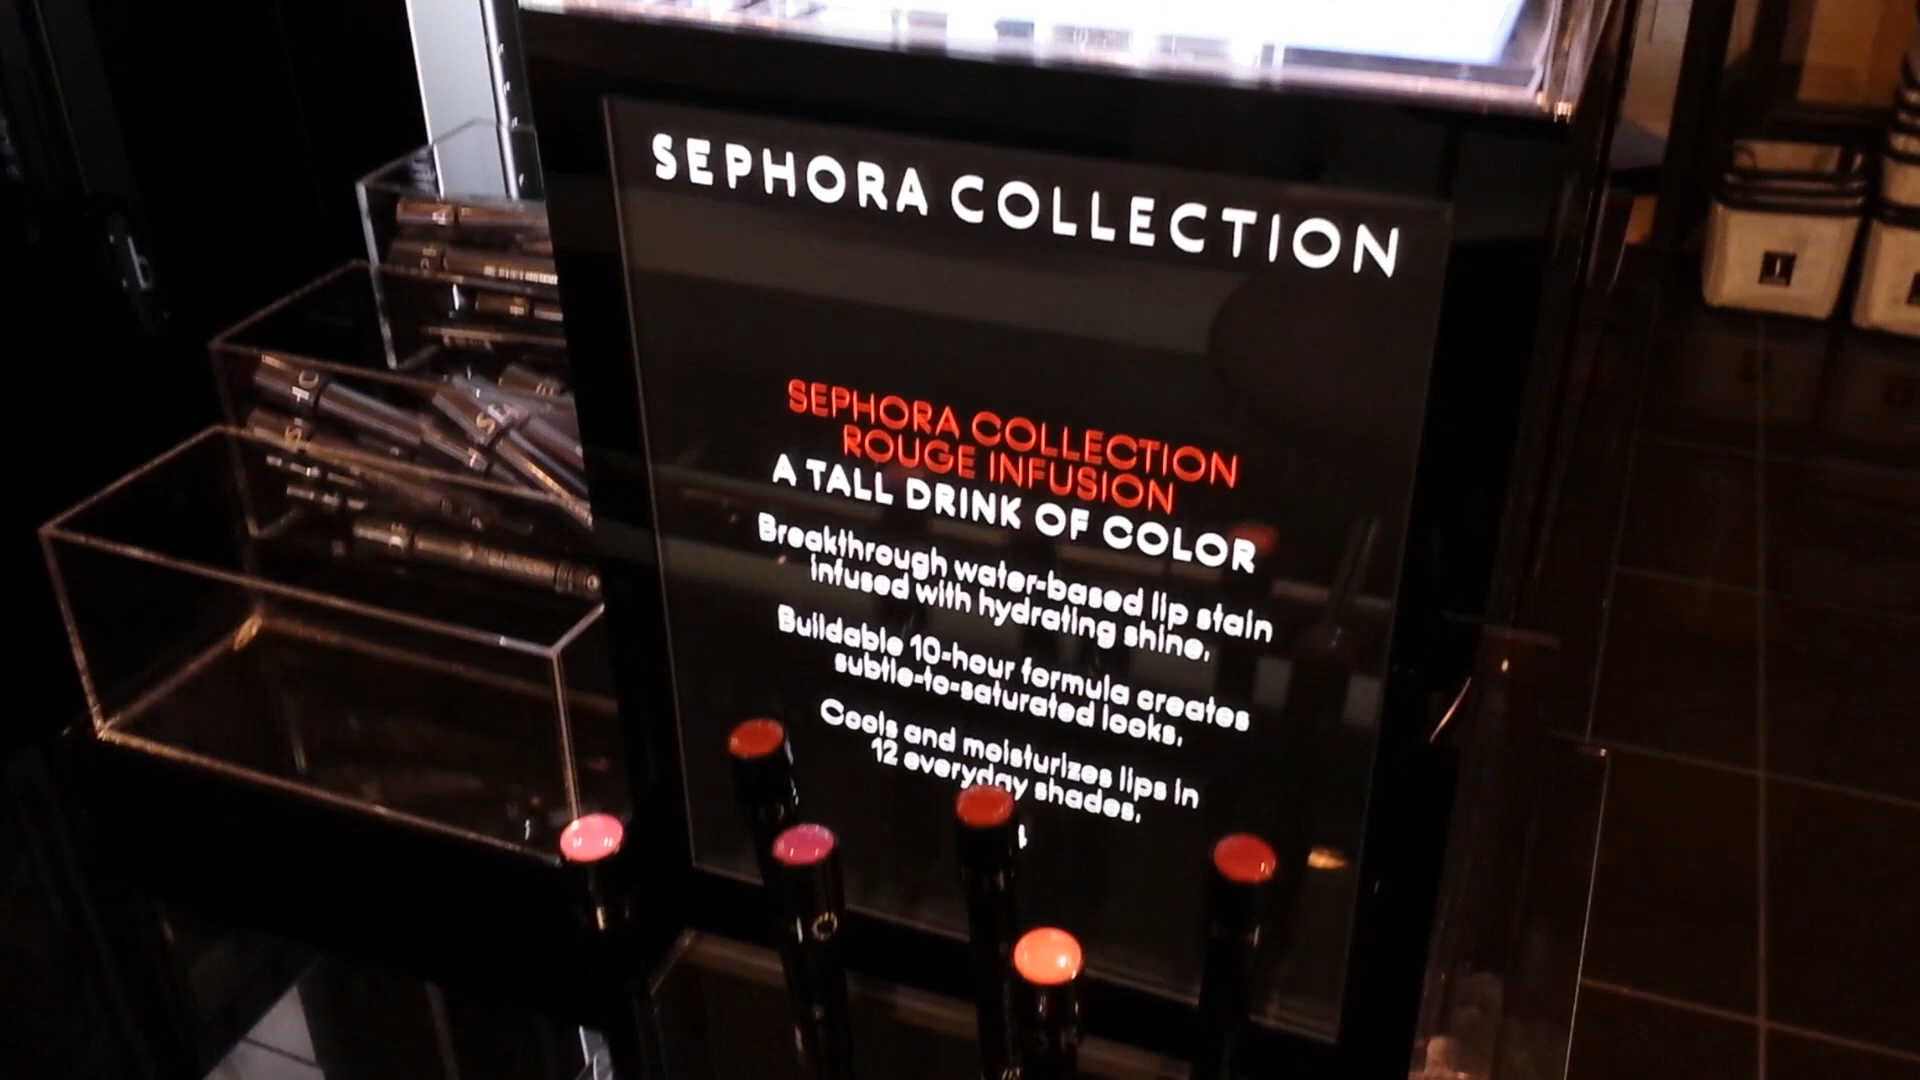 SEPHORA COLLECTION
SEPHORA COLLECTION
ROUGE INFUSION
A TALL DRINK OF COLOR
Breakthrough water-based lip stain
infused with hydrating shine.
Buildable 10-hour formula creates
subtle-to-saturated looks.
Cools and moisturizes lips in
12 everyday shades.